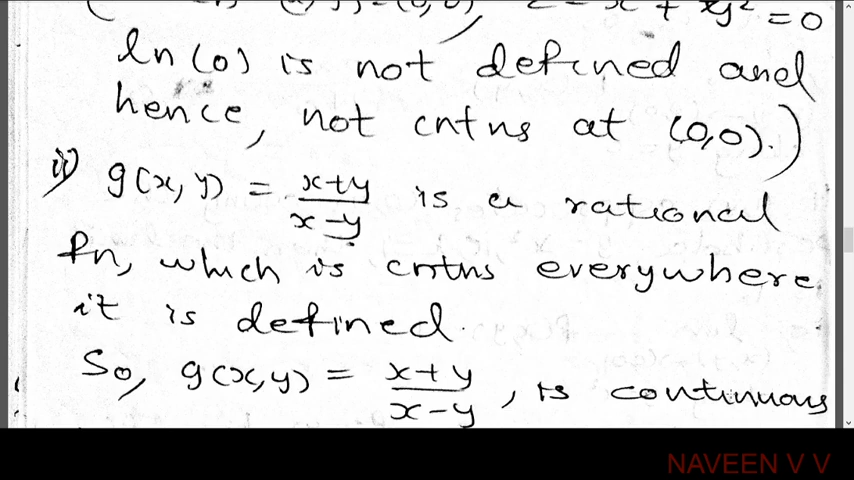 ln(0) is not defined and
hence, not cntns at (0,0).)
ii) g(x,y) = x+y / x-y is a rational
fn, which is cntns everywhere
it is defined.
So, g(x,y) = x+y / x-y, is continuous
NAVEEN V V